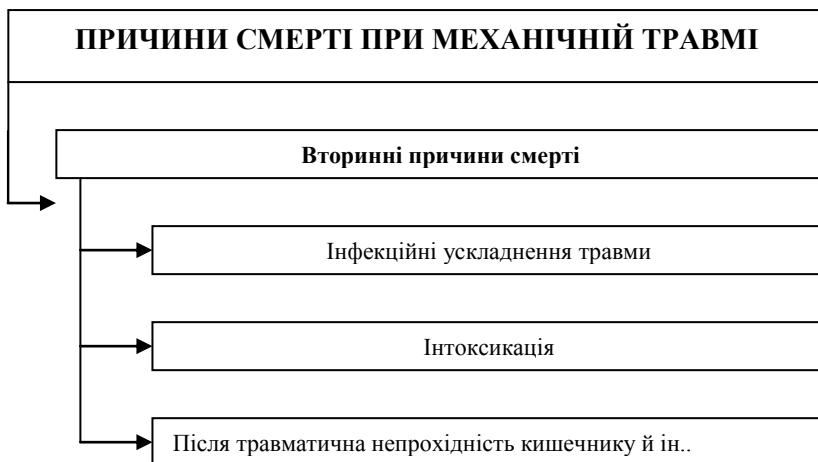 ПРИЧИНИ СМЕРТІ ПРИ МЕХАНІЧНІЙ ТРАВМІ
Вторинні причини смерті
Інфекційні ускладнення травми
Інтоксикація
Після травматична непрохідність кишечнику й ін..